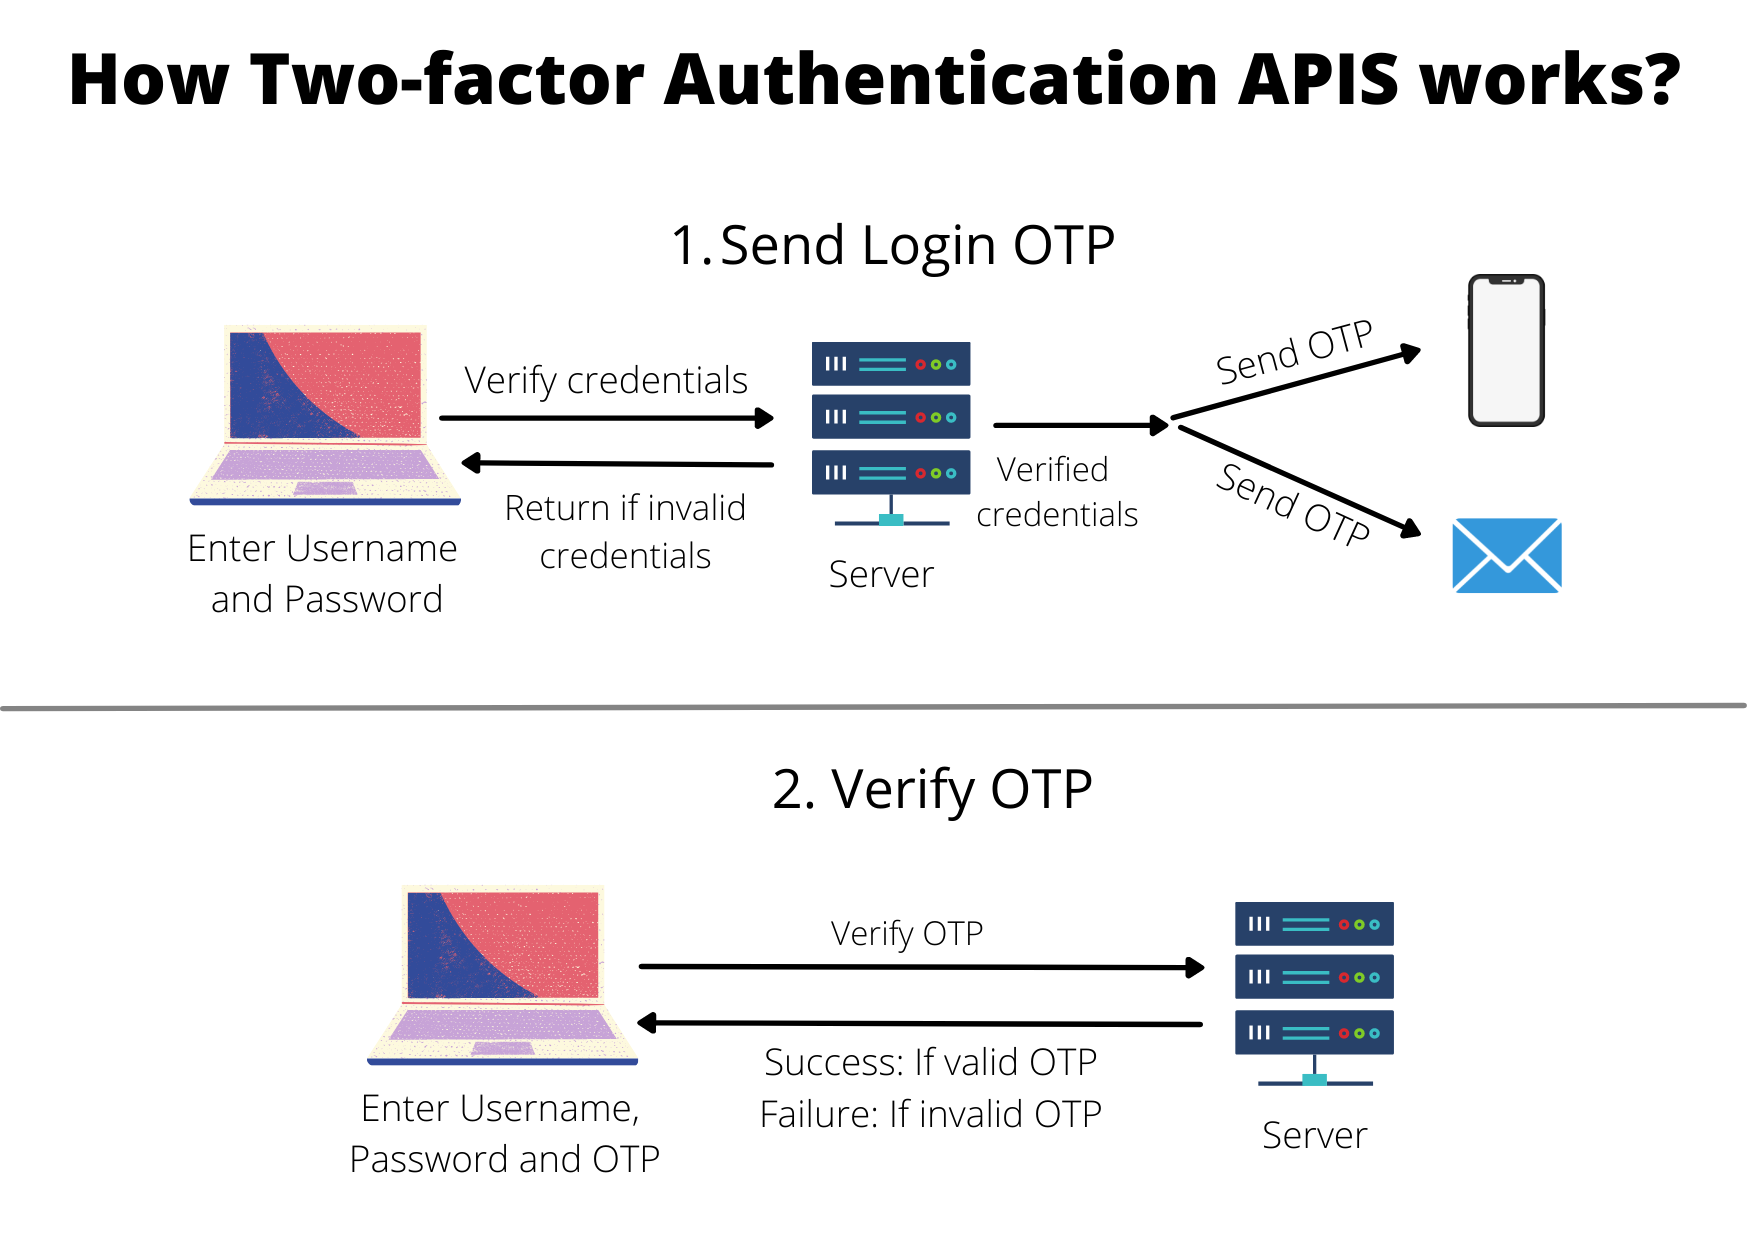 How Two-factor Authentication APIS works?
1. Send Login OTP
Verify credentials
Return if invalid
credentials
Enter Username
and Password
Server
Verified
credentials
Send OTP
Send OTP
2. Verify OTP
Verify OTP
Success: If valid OTP
Failure: If invalid OTP
Enter Username,
Password and OTP
Server